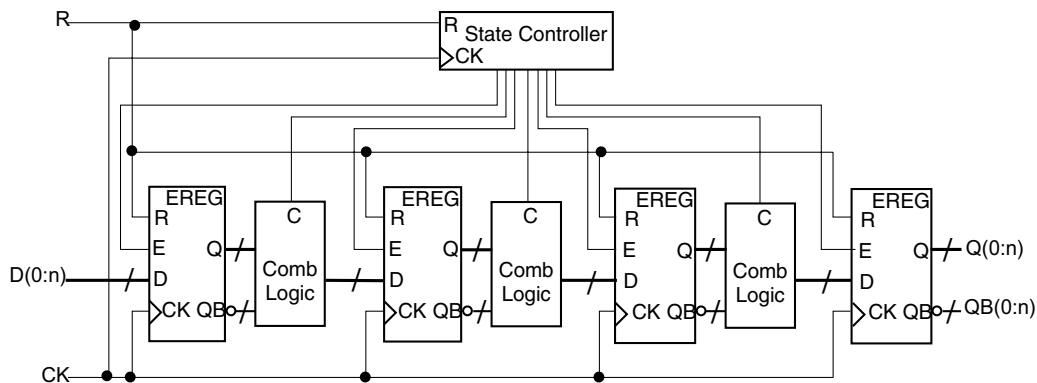 R
R State Controller
CK
EREG EREG EREG EREG
R C R C R C R
E Q E Q E Q E Q Q(0:n)
D(0:n) D Comb Logic D Comb Logic D Comb Logic D
CK QB CK QB CK QB CK QB QB(0:n)
CK